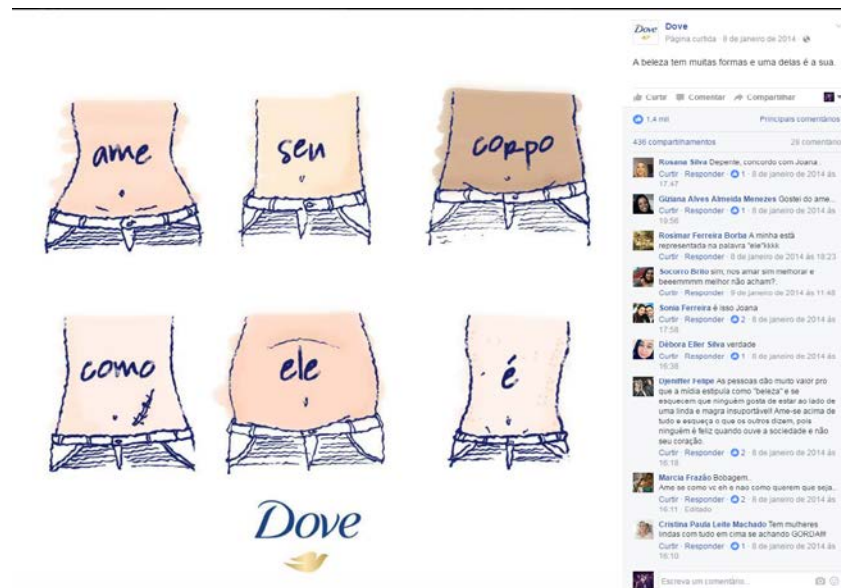 ame
seu
corpo
como
ele
é
Dove
Dove
Dove
Página curtida · 8 de janeiro de 2014 ·
A beleza tem muitas formas e uma delas é a sua.
Curtir Comentar Compartilhar
1,4 mil Principais comentários
436 compartilhamentos 28 comentário
Rosana Silva Depente, concordo com Joana .
Curtir · Responder · 1 · 8 de janeiro de 2014 às
17:47
Giziana Alves Almeida Menezes Gostei do ame...
Curtir · Responder · 1 · 8 de janeiro de 2014 às
19:56
Rosimar Ferreira Borba A minha está
representada na palavra "ele"kkkk
Curtir · Responder · 8 de janeiro de 2014 às 18:23
Socorro Brito sim, nos amar sim melhorar e
beeemmmm melhor não acham?.
Curtir · Responder · 9 de janeiro de 2014 às 11:48
Sonia Ferreira é isso Joana
Curtir · Responder · 2 · 8 de janeiro de 2014 às
17:58
Débora Eller Silva verdade
Curtir · Responder · 1 · 8 de janeiro de 2014 às
16:38
Djeniffer Felipe As pessoas dão muito valor pro
que a mídia estipula como "beleza" e se
esquecem que ninguém gosta de estar ao lado de
uma linda e magra insuportável! Ame-se acima de
tudo e esqueça o que os outros dizem, pois
ninguém é feliz quando ouve a sociedade e não
seu coração.
Curtir · Responder · 2 · 8 de janeiro de 2014 às
16:18
Marcia Frazão Bobagem..
Ame se como vc eh e nao como querem que seja..
Curtir · Responder · 2 · 8 de janeiro de 2014 às
16:11 · Editado
Cristina Paula Leite Machado Tem mulheres
lindas com tudo em cima se achando GORDA!!!
Curtir · Responder · 1 · 8 de janeiro de 2014 às
16:10
Escreva um comentário...